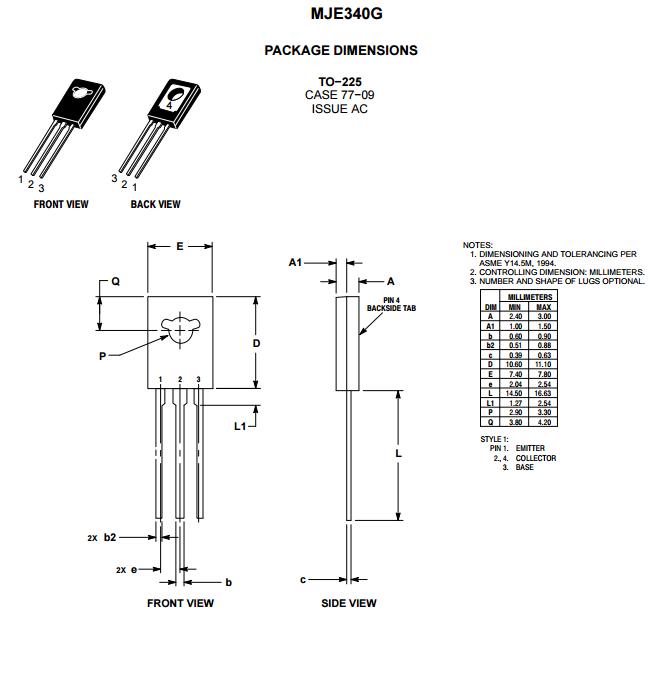 MJE340G
PACKAGE DIMENSIONS
TO−225
CASE 77−09
ISSUE AC
4
1 2 3
3 2 1
FRONT VIEW
BACK VIEW
E
Q
P
D
1 2 3
L1
2X b2
2X e
b
FRONT VIEW
A1
A
PIN 4
BACKSIDE TAB
L
c
SIDE VIEW
NOTES:
1. DIMENSIONING AND TOLERANCING PER
ASME Y14.5M, 1994.
2. CONTROLLING DIMENSION: MILLIMETERS.
3. NUMBER AND SHAPE OF LUGS OPTIONAL.
MILLIMETERS
DIM MIN MAX
A 2.40 3.00
A1 1.00 1.50
b 0.60 0.90
b2 0.51 0.88
c 0.39 0.63
D 10.60 11.10
E 7.40 7.80
e 2.04 2.54
L 14.50 16.63
L1 1.27 2.54
P 2.90 3.30
Q 3.80 4.20
STYLE 1:
PIN 1. EMITTER
2., 4. COLLECTOR
3. BASE